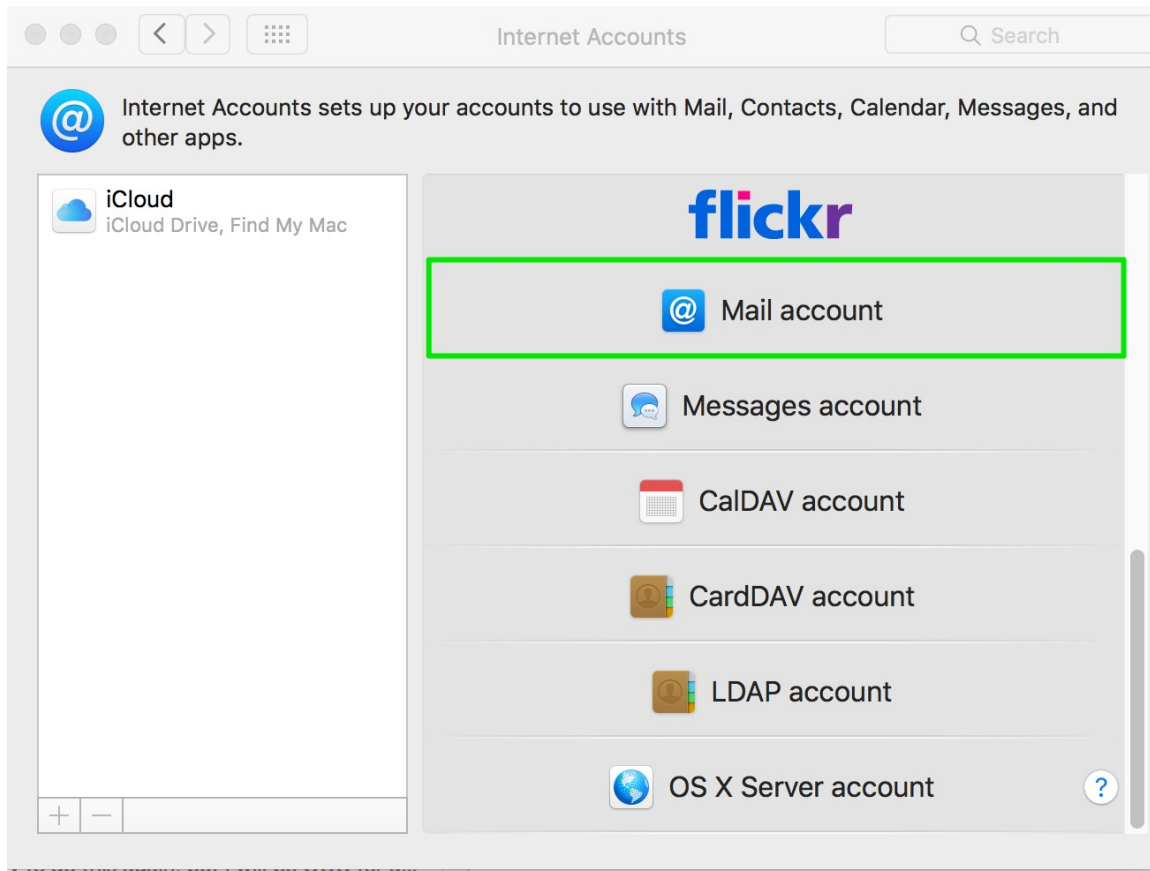 Internet Accounts
Search
Internet Accounts sets up your accounts to use with Mail, Contacts, Calendar, Messages, and
other apps.
iCloud
iCloud Drive, Find My Mac
flickr
@ Mail account
Messages account
CalDAV account
CardDAV account
LDAP account
OS X Server account
?